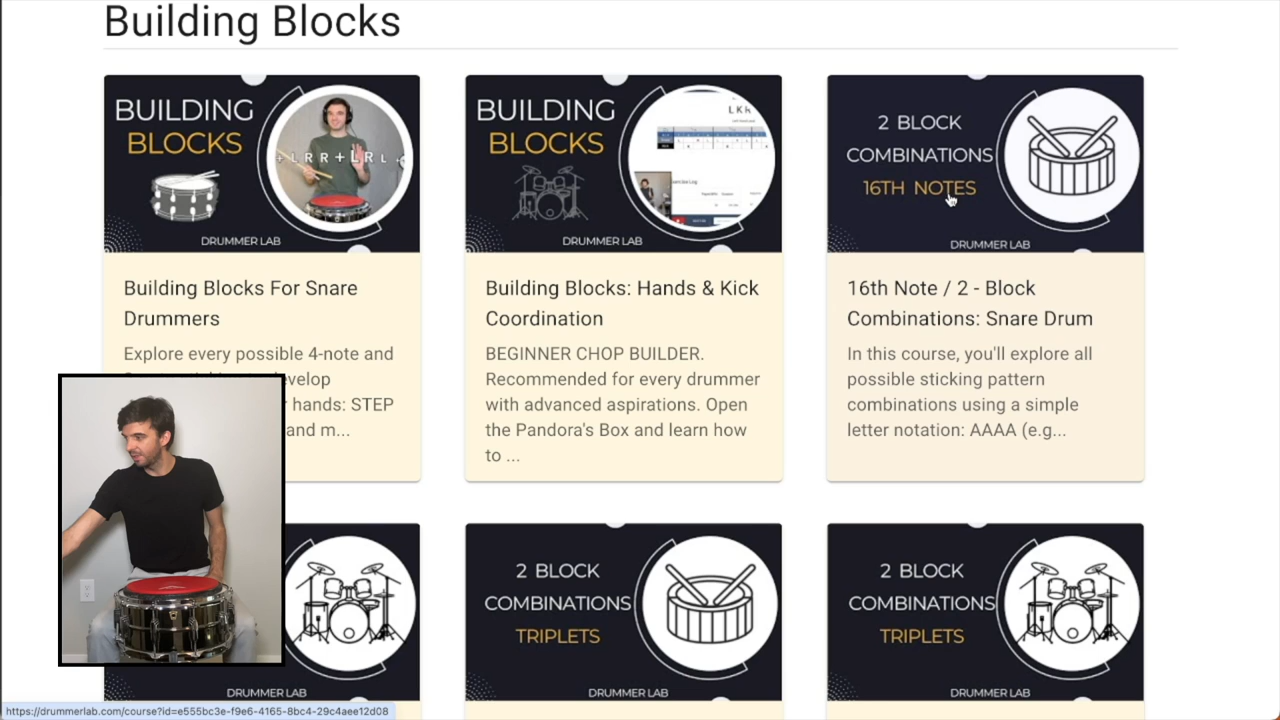 Building Blocks
BUILDING
BLOCKS
+ L R R + L R L
DRUMMER LAB
Building Blocks For Snare
Drummers
Explore every possible 4-note and
evelop
hands: STEP
and m...
BUILDING
BLOCKS
L K R
DRUMMER LAB
Building Blocks: Hands & Kick
Coordination
BEGINNER CHOP BUILDER.
Recommended for every drummer
with advanced aspirations. Open
the Pandora's Box and learn how
to ...
2 BLOCK
COMBINATIONS
16TH NOTES
DRUMMER LAB
16th Note / 2 - Block
Combinations: Snare Drum
In this course, you'll explore all
possible sticking pattern
combinations using a simple
letter notation: AAAA (e.g...
DRUMMER LAB
2 BLOCK
COMBINATIONS
TRIPLETS
DRUMMER LAB
2 BLOCK
COMBINATIONS
TRIPLETS
DRUMMER LAB
https://drummerlab.com/course?id=e555bc3e-f9e6-4165-8bc4-29c4aee12d08